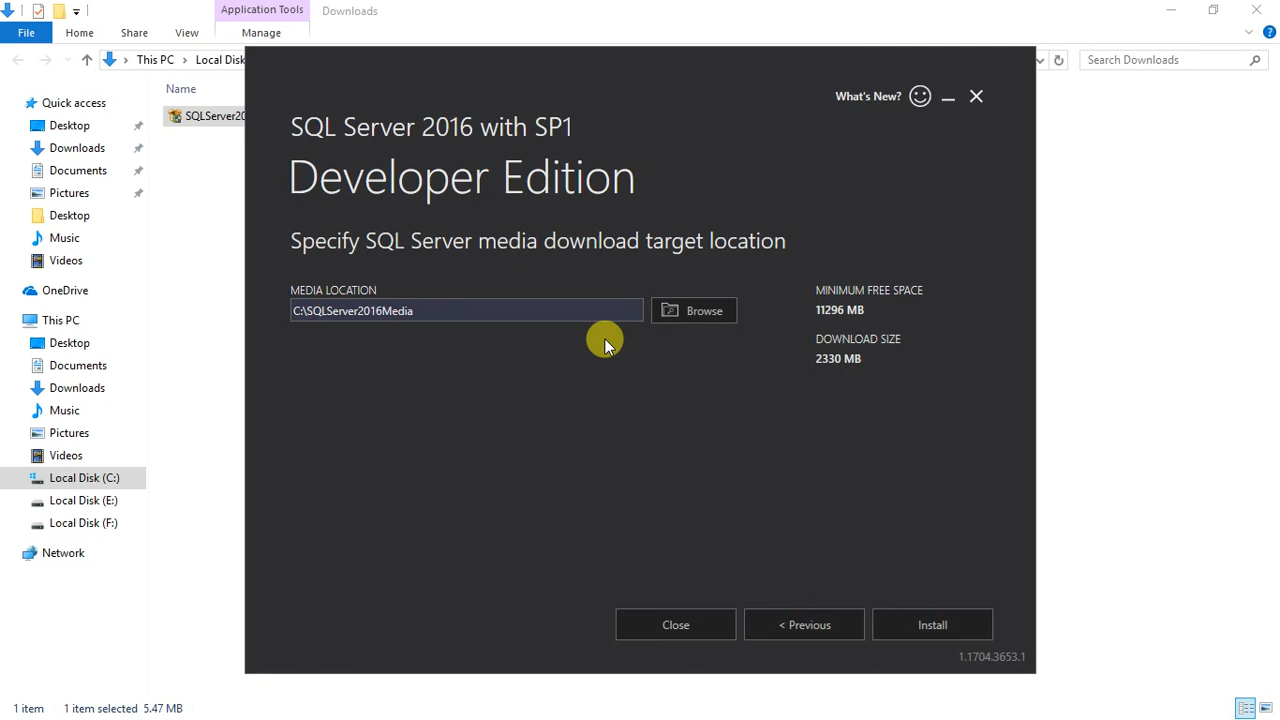 Application Tools
Downloads
File
Home
Share
View
Manage
This PC
Local Disk
Search Downloads
Quick access
Desktop
Downloads
Documents
Pictures
Desktop
Music
Videos
OneDrive
This PC
Desktop
Documents
Downloads
Music
Pictures
Videos
Local Disk (C:)
Local Disk (E:)
Local Disk (F:)
Network
Name
SQLServer20
What's New?
SQL Server 2016 with SP1
Developer Edition
Specify SQL Server media download target location
MEDIA LOCATION
C:\SQLServer2016Media
Browse
MINIMUM FREE SPACE
11296 MB
DOWNLOAD SIZE
2330 MB
Close
< Previous
Install
1.1704.3653.1
1 item
1 item selected 5.47 MB